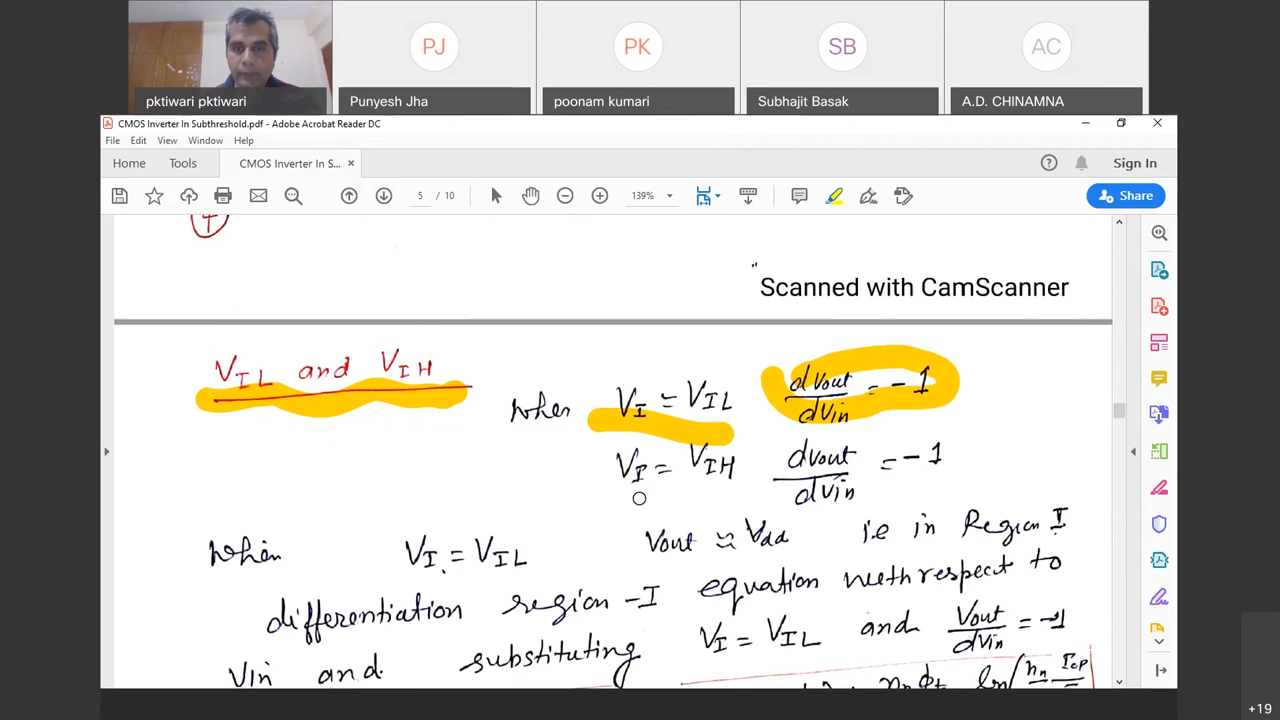 PJ
PK
SB
AC
pktiwari pktiwari
Punyesh Jha
poonam kumari
Subhajit Basak
A.D. CHINAMNA
CMOS Inverter In Subthreshold.pdf - Adobe Acrobat Reader DC
File Edit View Window Help
Home Tools CMOS Inverter In S... × Sign In
5 / 10 139% Share
Scanned with CamScanner
VIL and VIH
when VI = VIL dVout/dVin = -1
VI = VIH dVout/dVin = -1
when VI = VIL Vout ≈ Vdd i.e in Region I
differentiation region -I equation with respect to
Vin and substituting VI = VIL and Vout/dVin = -1
+19